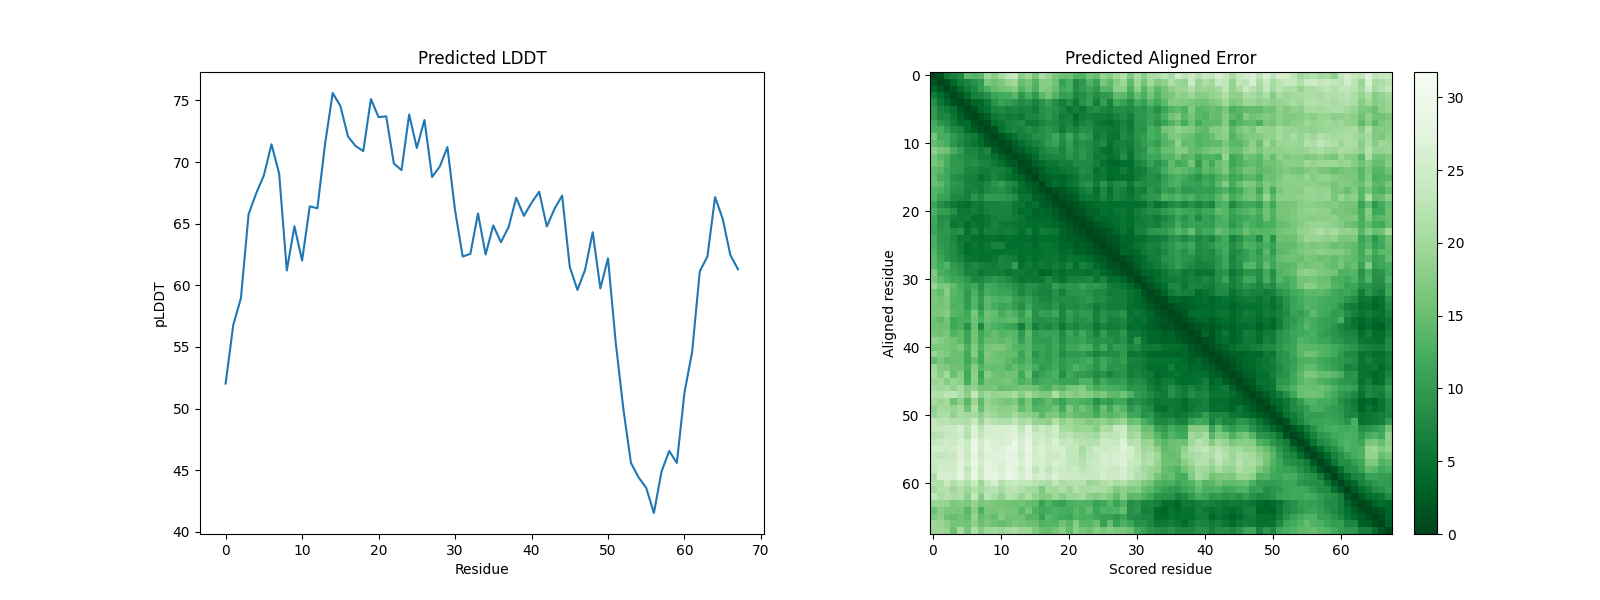 Predicted LDDT
pLDDT
75
70
65
60
55
50
45
40
0 10 20 30 40 50 60 70
Residue
Predicted Aligned Error
Aligned residue
0
10
20
30
40
50
60
0 10 20 30 40 50 60
Scored residue
30
25
20
15
10
5
0